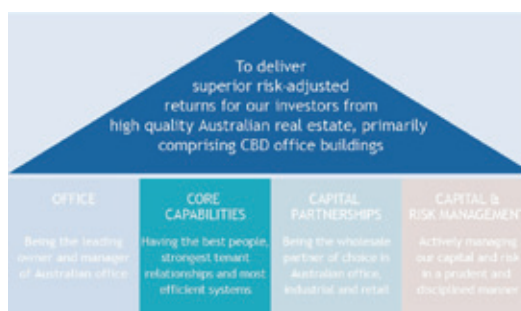 To deliver
superior risk-adjusted
returns for our investors from
high quality Australian real estate, primarily
comprising CBD office buildings
OFFICE
Being the leading
owner and manager
of Australian office
CORE
CAPABILITIES
Having the best people,
strongest tenant
relationships and most
efficient systems
CAPITAL
PARTNERSHIPS
Being the wholesale
partner of choice in
Australian office,
industrial and retail
CAPITAL &
RISK MANAGEMENT
Actively managing
our capital and risk
in a prudent and
disciplined manner